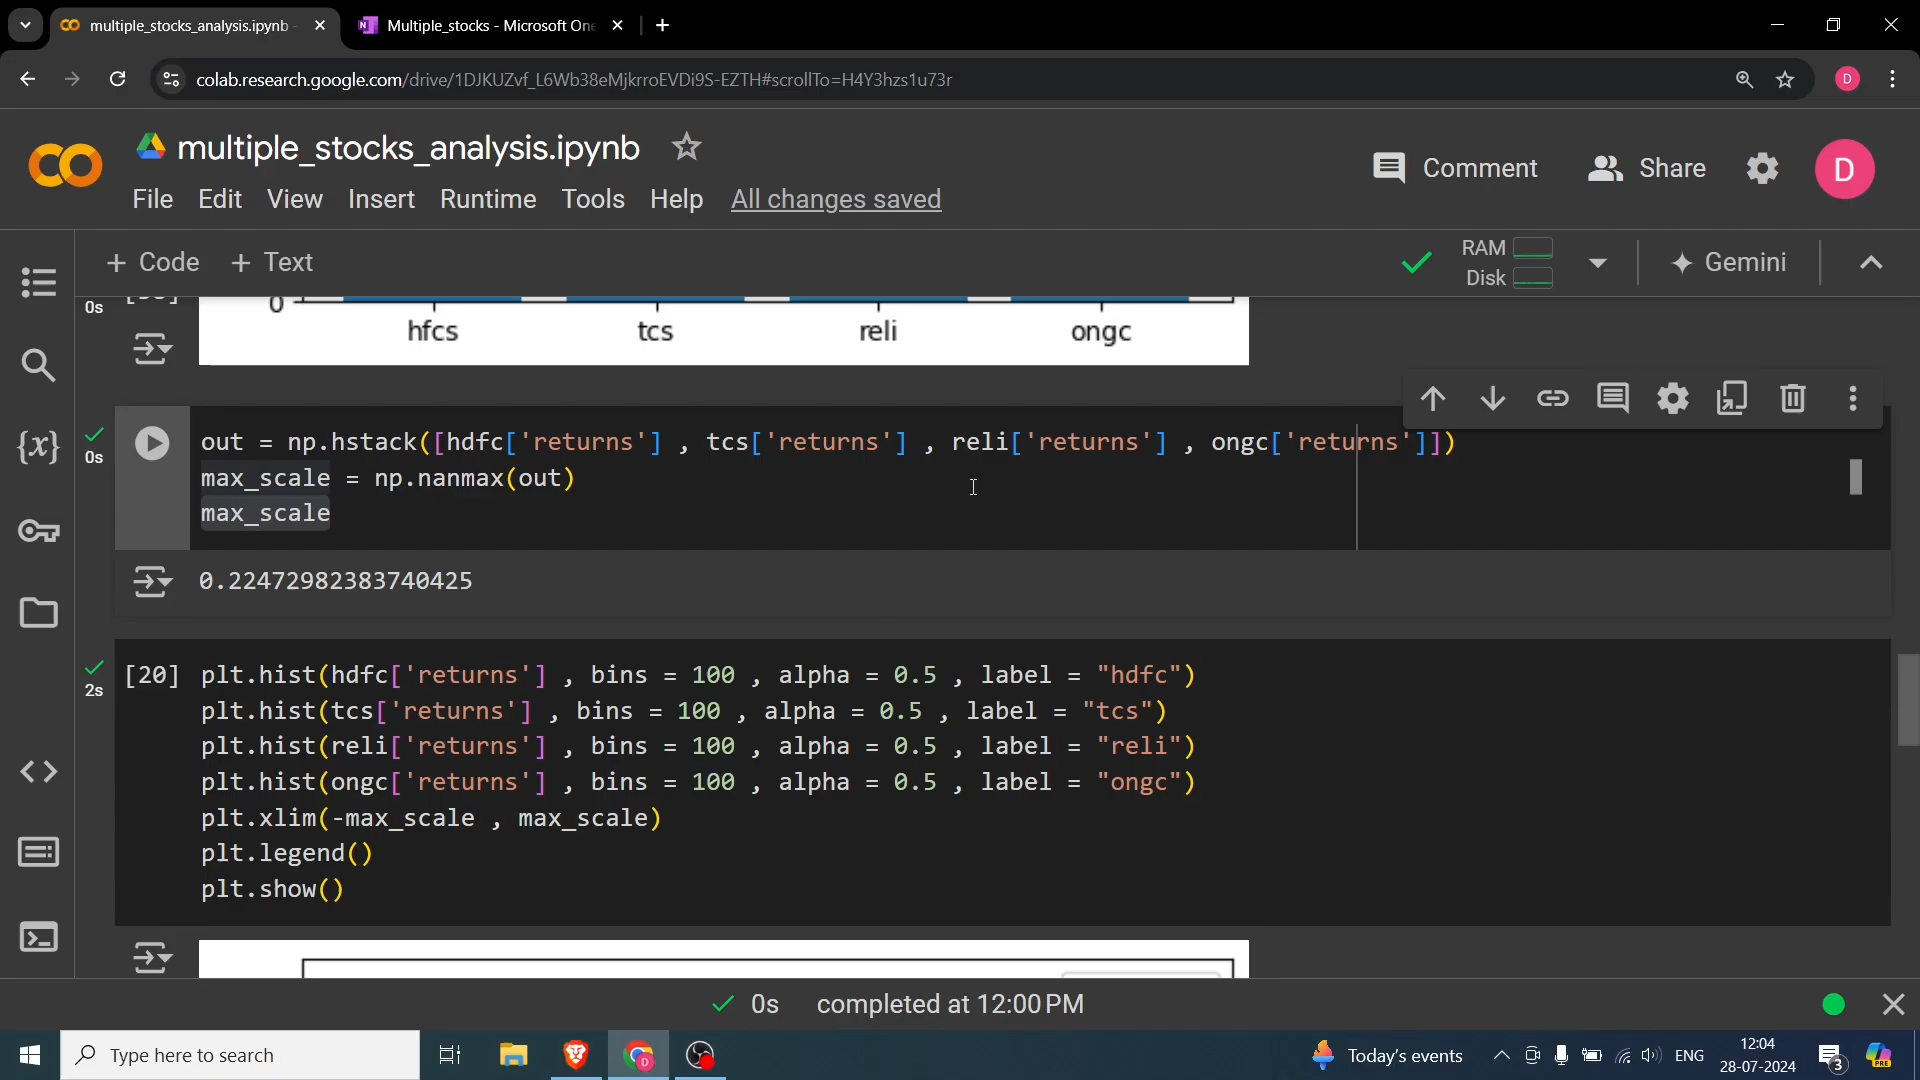 multiple_stocks_analysis.ipynb -
Multiple_stocks - Microsoft One
colab.research.google.com/drive/1DJKUZvf_L6Wb38eMjkrroEVDi9S-EZTH#scrollTo=H4Y3hzs1u73r
D
multiple_stocks_analysis.ipynb
Comment
Share
D
File Edit View Insert Runtime Tools Help All changes saved
+ Code + Text
RAM
Disk
Gemini
0s
0
hfcs tcs reli ongc
0s
out = np.hstack([hdfc['returns'] , tcs['returns'] , reli['returns'] , ongc['returns']])
max_scale = np.nanmax(out)
max_scale
0.22472982383740425
2s
[20] plt.hist(hdfc['returns'] , bins = 100 , alpha = 0.5 , label = "hdfc")
plt.hist(tcs['returns'] , bins = 100 , alpha = 0.5 , label = "tcs")
plt.hist(reli['returns'] , bins = 100 , alpha = 0.5 , label = "reli")
plt.hist(ongc['returns'] , bins = 100 , alpha = 0.5 , label = "ongc")
plt.xlim(-max_scale , max_scale)
plt.legend()
plt.show()
0s completed at 12:00 PM
Type here to search
Today's events
ENG
12:04
28-07-2024
3
PRE